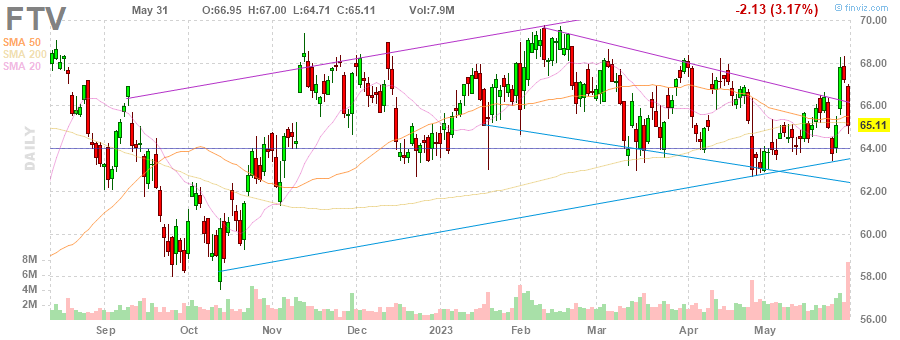 FTV May 31 O:66.95 H:67.00 L:64.71 C:65.11 Vol:7.9M -2.13 (3.17%) © finviz.com
SMA 50
SMA 200
SMA 20
DAILY
70.00
68.00
66.00
65.11
64.00
62.00
60.00
58.00
56.00
8M
6M
4M
2M
Sep Oct Nov Dec 2023 Feb Mar Apr May